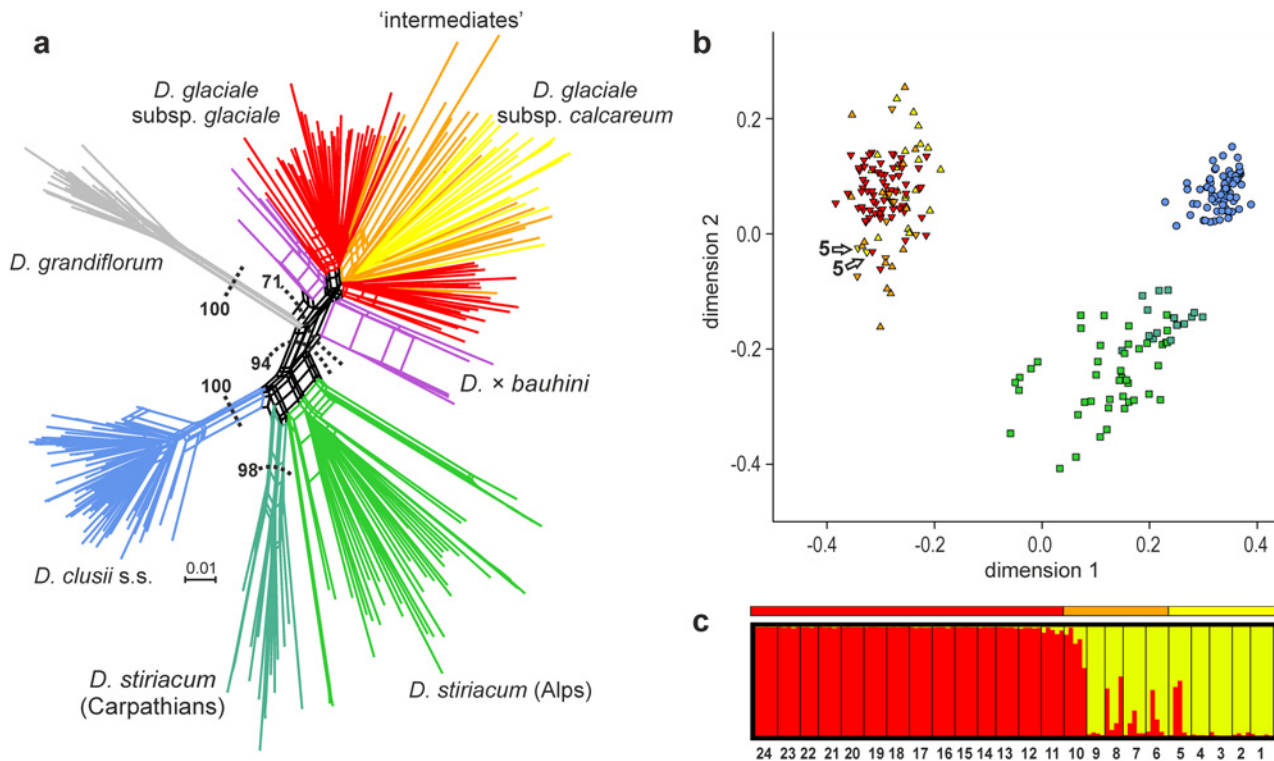 a
'intermediates'
D. glaciale
subsp. glaciale
D. glaciale
subsp. calcareum
D. grandiflorum
100
71
94
100
98
D. × bauhini
D. clusii s.s.
0.01
D. stiriacum
(Carpathians)
D. stiriacum (Alps)
b
dimension 2
0.2
0.0
-0.2
-0.4
5
5
-0.4
-0.2
0.0
0.2
0.4
dimension 1
c
24 23 22 21 20 19 18 17 16 15 14 13 12 11 10 9 8 7 6 5 4 3 2 1